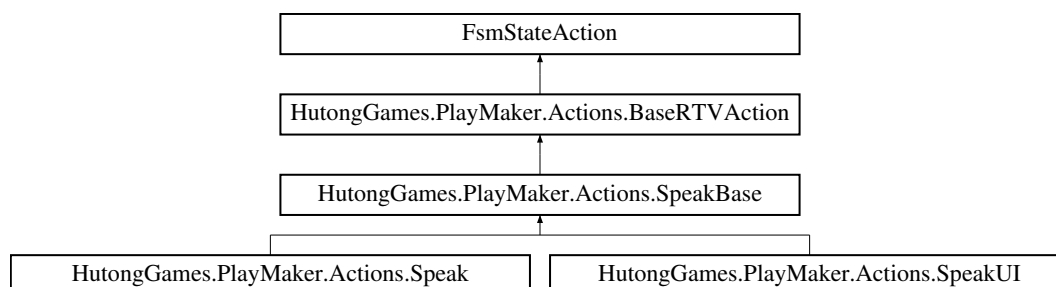 FsmStateAction
HutongGames.PlayMaker.Actions.BaseRTVAction
HutongGames.PlayMaker.Actions.SpeakBase
HutongGames.PlayMaker.Actions.Speak
HutongGames.PlayMaker.Actions.SpeakUI